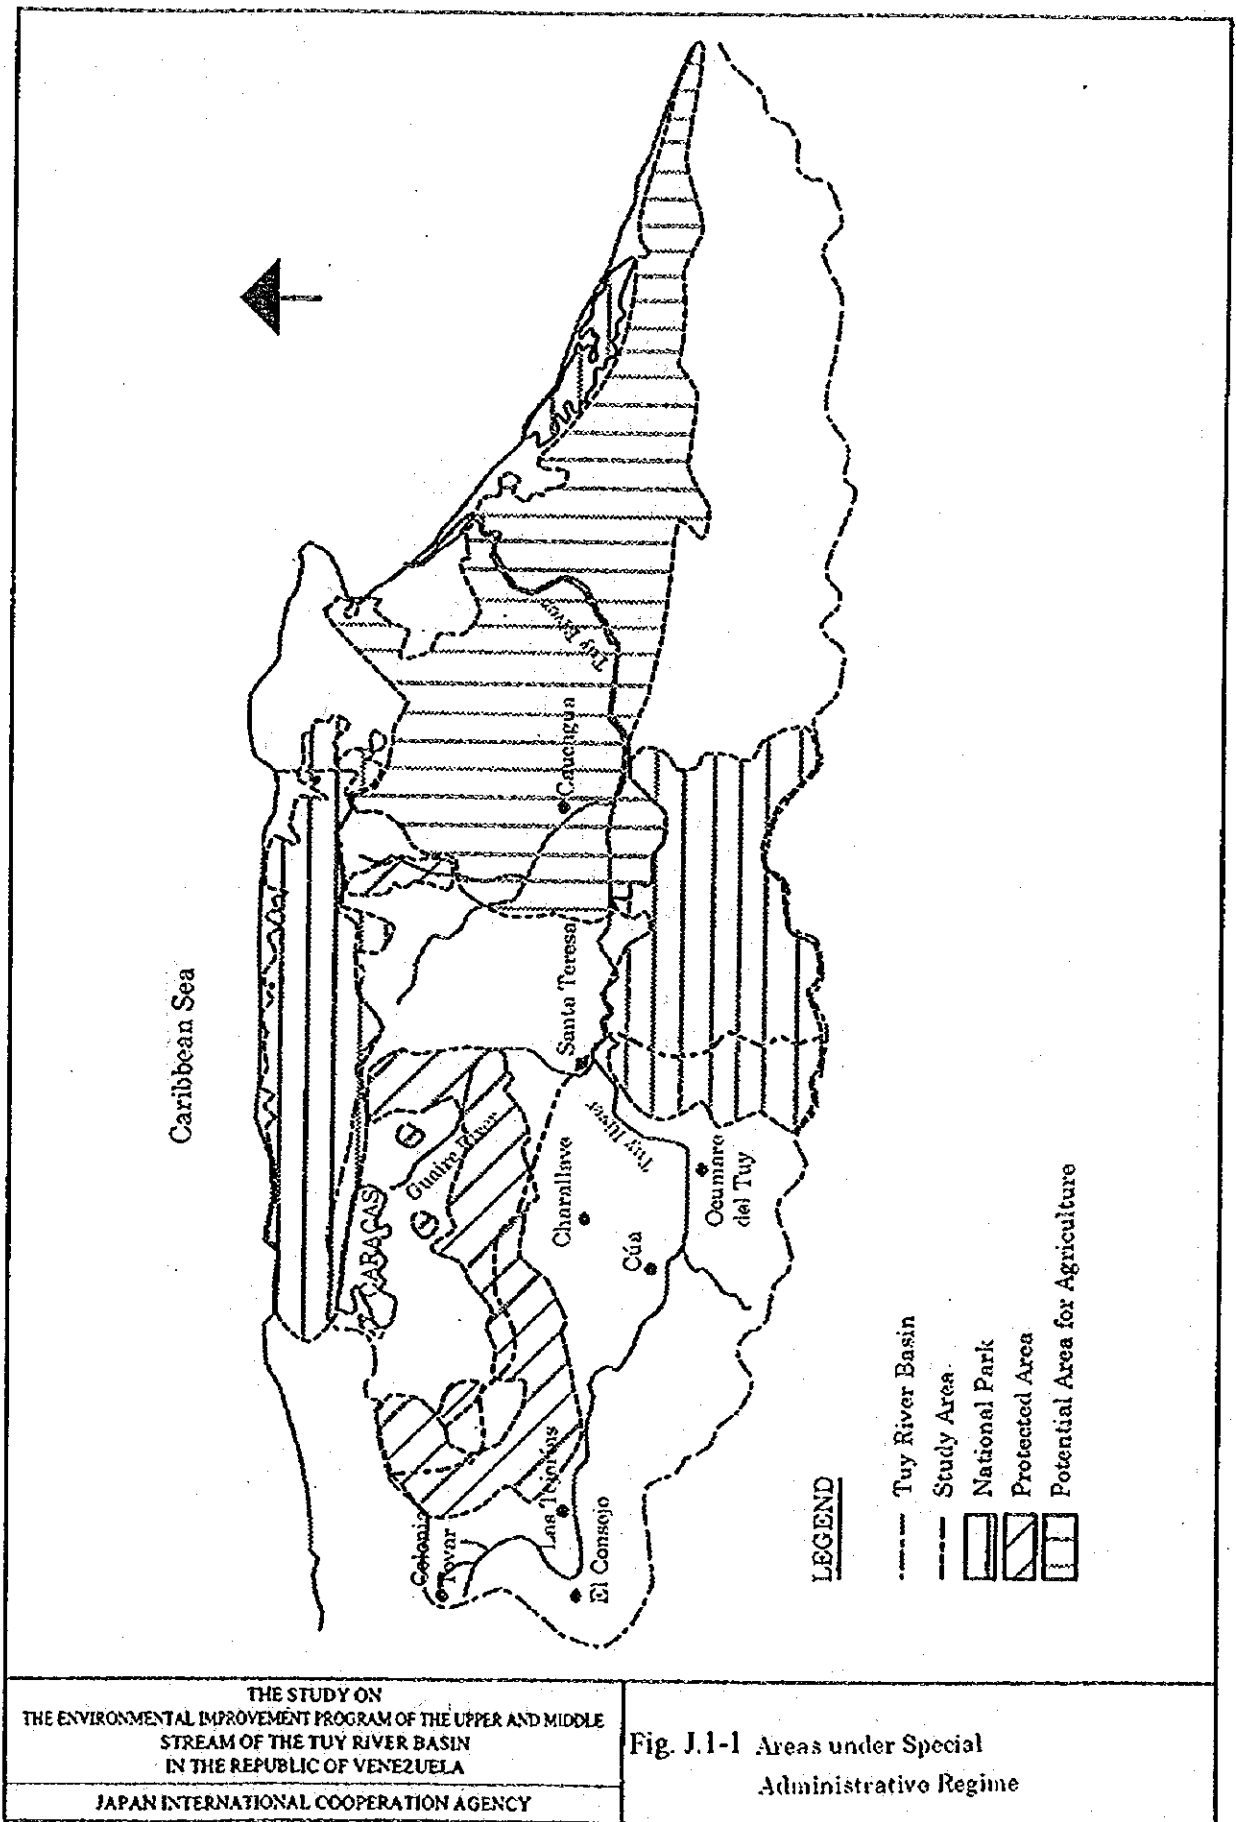 Caribbean Sea
CARACAS
Guaire River
Tuy River
Caucagua
Santa Teresa
Tuy River
Charallave
Cúa
Ocumare
del Tuy
Colonia
Tovar
Las Tejerías
El Consejo
LEGEND
Tuy River Basin
Study Area
National Park
Protected Area
Potential Area for Agriculture
THE STUDY ON
THE ENVIRONMENTAL IMPROVEMENT PROGRAM OF THE UPPER AND MIDDLE
STREAM OF THE TUY RIVER BASIN
IN THE REPUBLIC OF VENEZUELA
JAPAN INTERNATIONAL COOPERATION AGENCY
Fig. J.1-1 Areas under Special
Administrative Regime